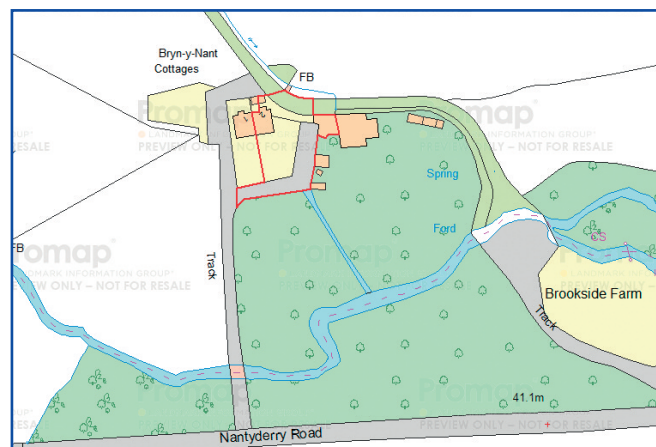 Bryn-y-Nant
Cottages
FB
Promap®
LANDMARK INFORMATION GROUP®
PREVIEW ONLY – NOT FOR RESALE
Spring
Ford
CS
FB
Track
Brookside Farm
Track
41.1m
Nantyderry Road